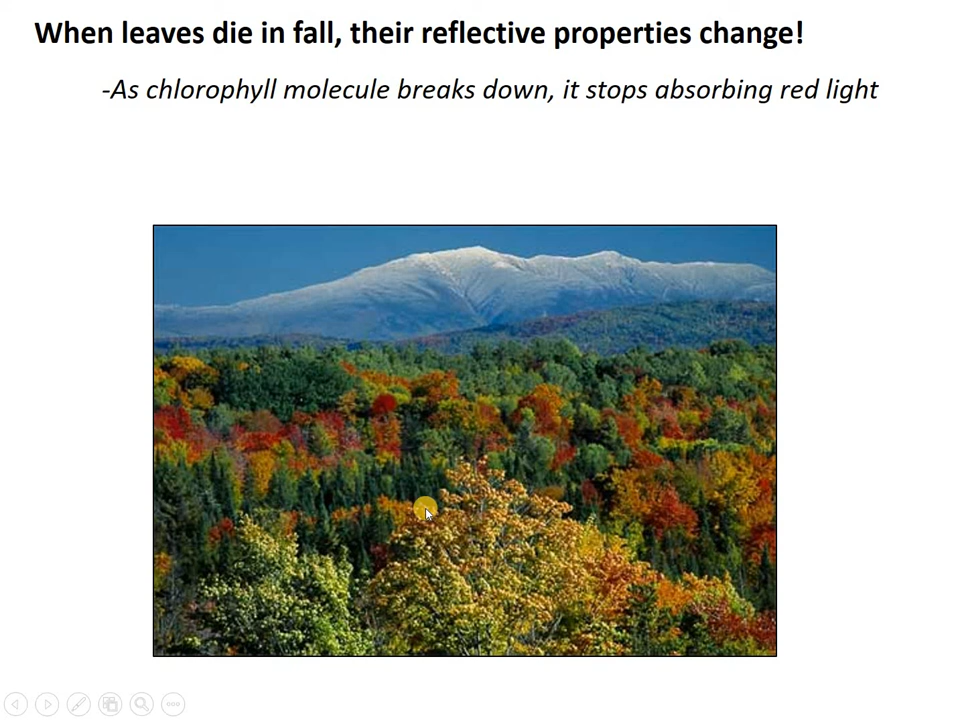 When leaves die in fall, their reflective properties change!
-As chlorophyll molecule breaks down, it stops absorbing red light